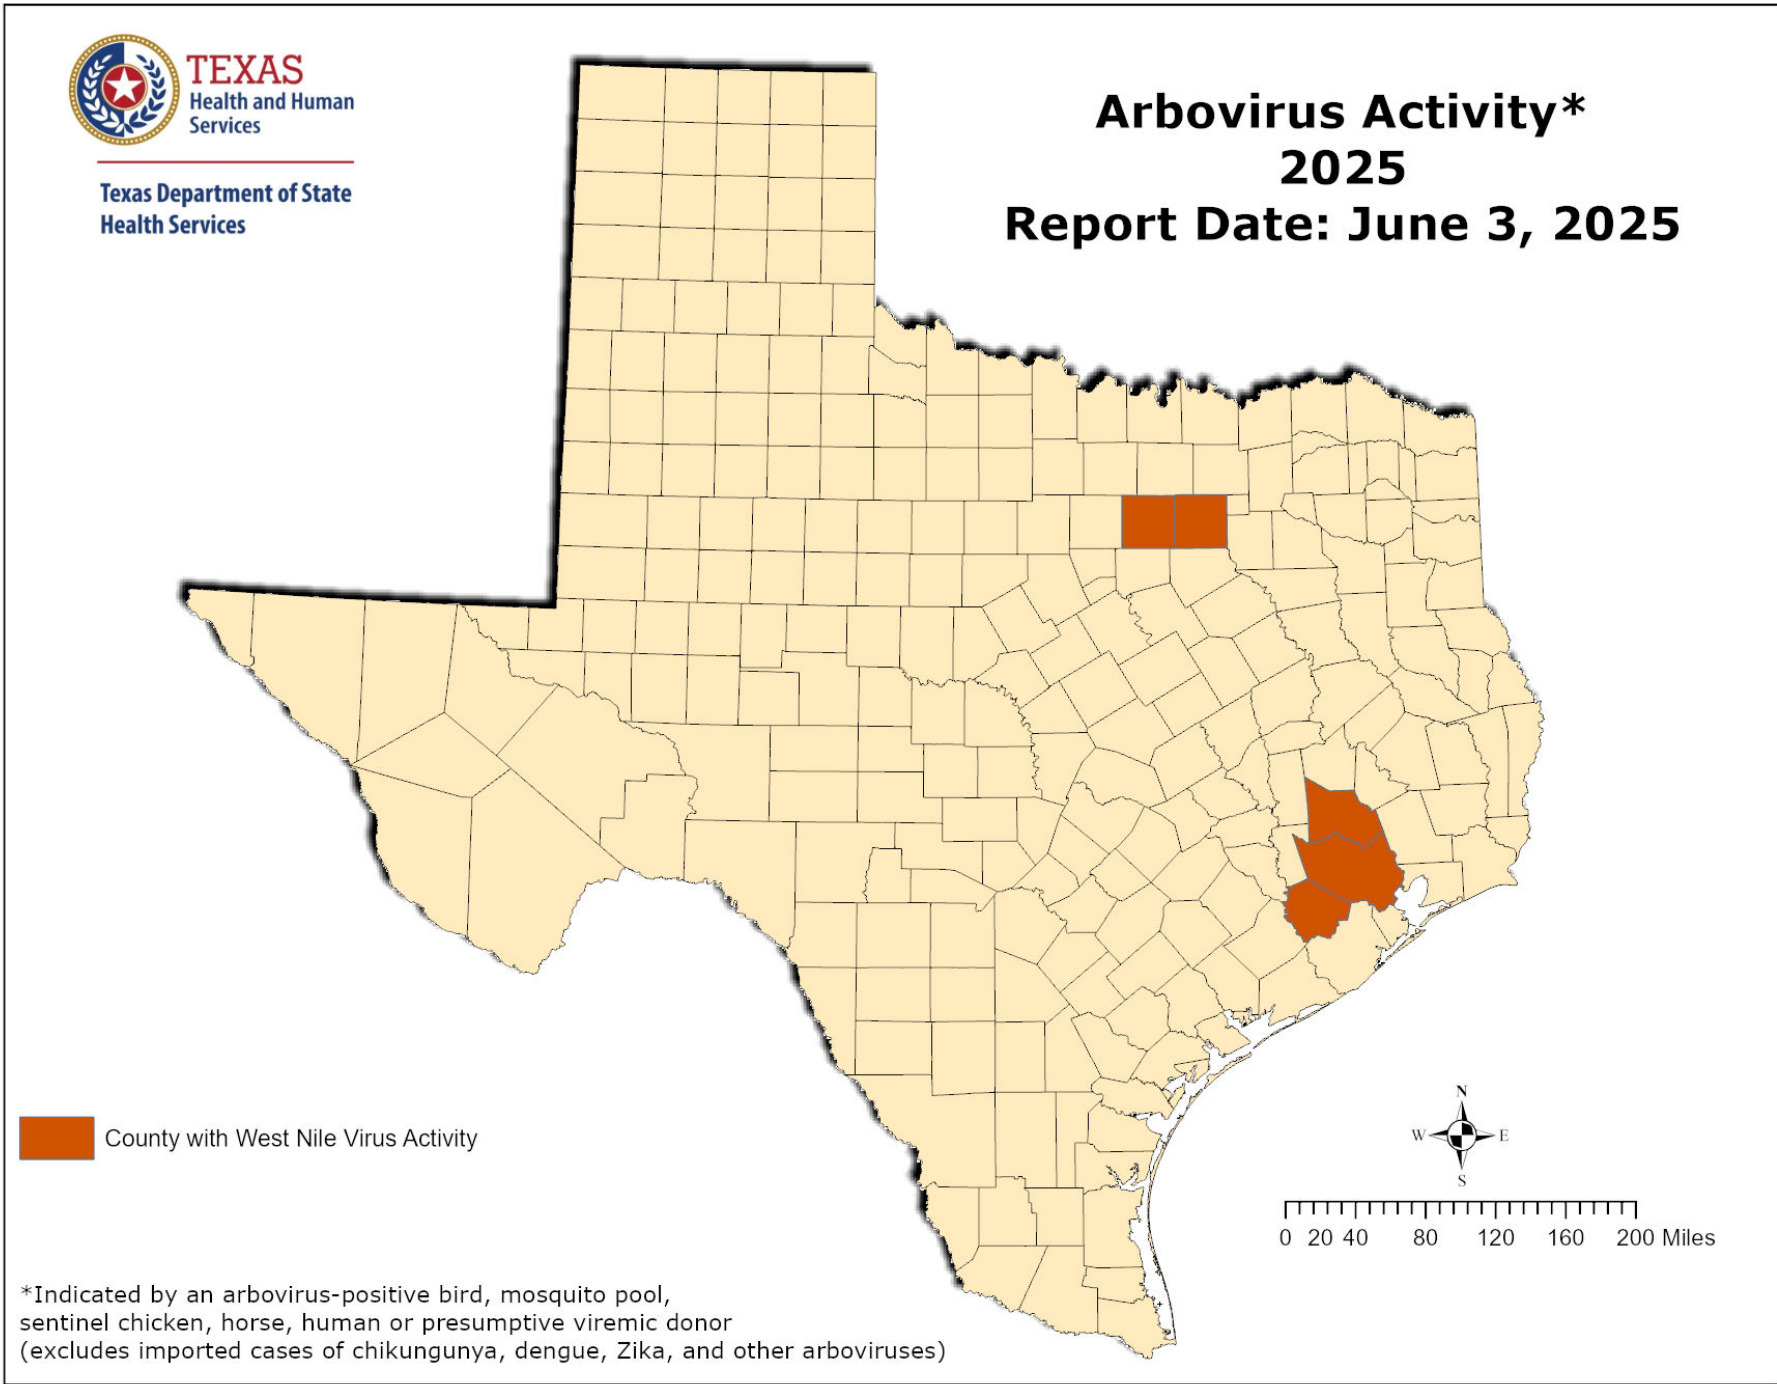 TEXAS
Health and Human
Services
Texas Department of State
Health Services
Arbovirus Activity*
2025
Report Date: June 3, 2025
County with West Nile Virus Activity
N
W E
S
0 20 40 80 120 160 200 Miles
*Indicated by an arbovirus-positive bird, mosquito pool,
sentinel chicken, horse, human or presumptive viremic donor
(excludes imported cases of chikungunya, dengue, Zika, and other arboviruses)